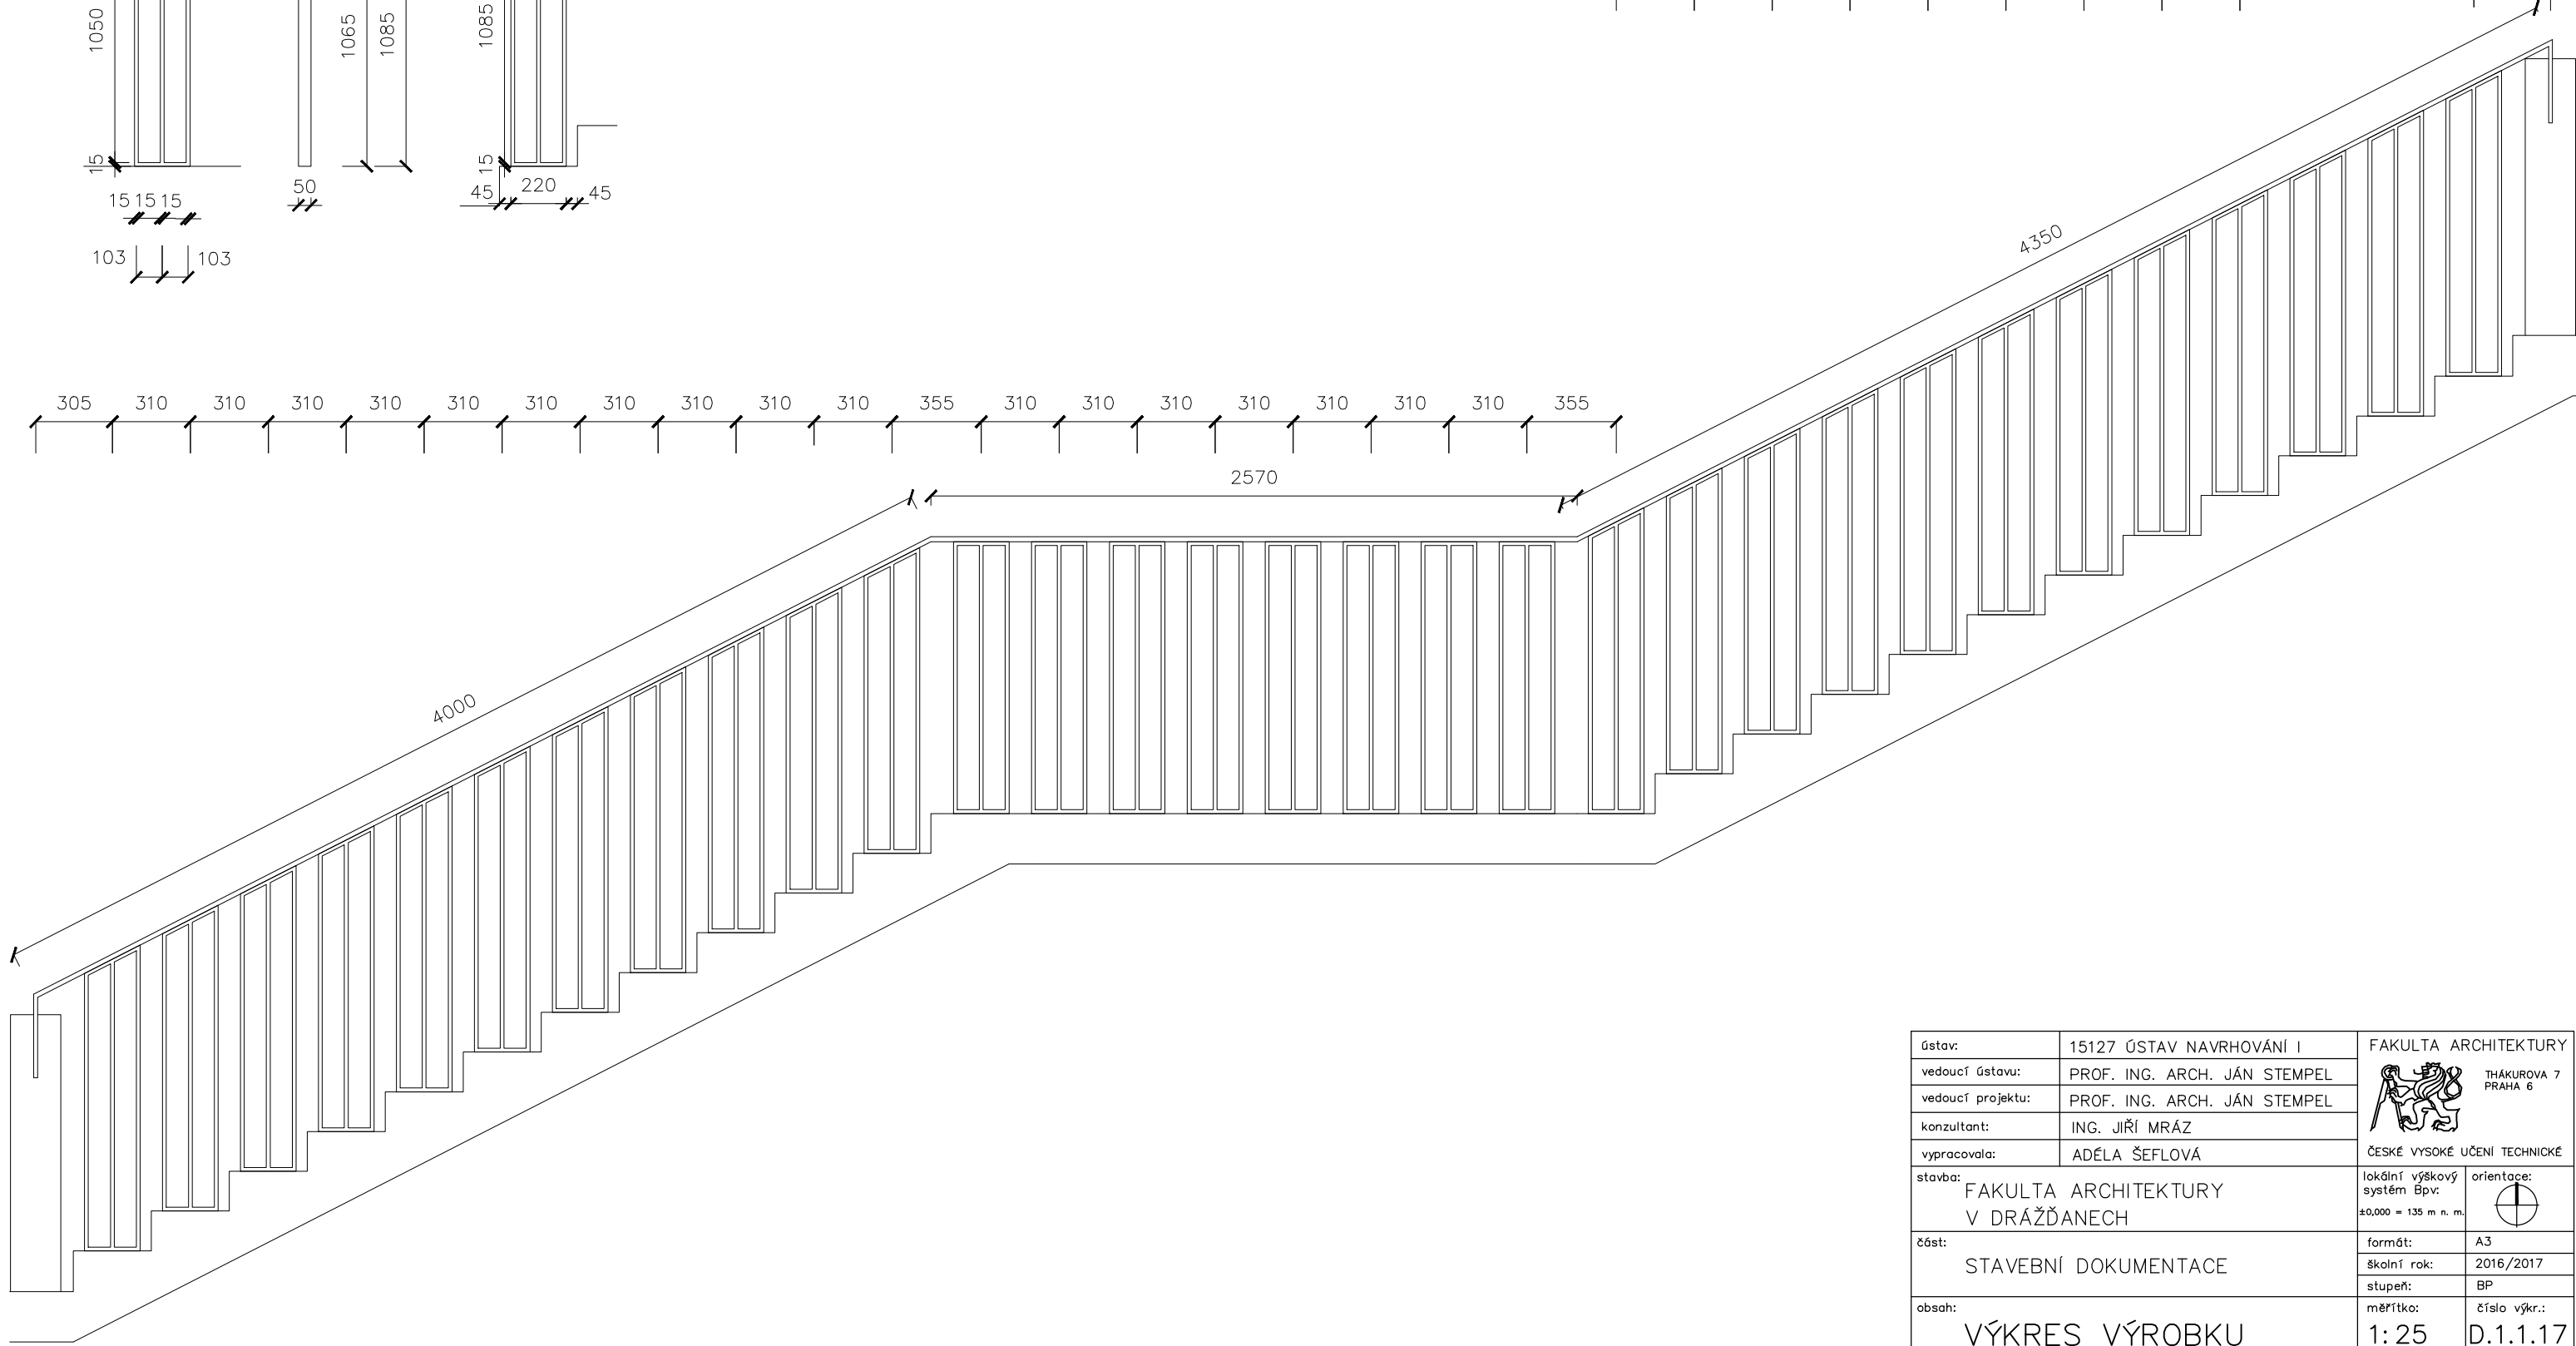 1050
1065
1085
1085
15
15
15 15 15
50
45 220 45
103 103
4350
305 310 310 310 310 310 310 310 310 310 310 355 310 310 310 310 310 310 310 355
2570
4000
ústav: 15127 ÚSTAV NAVRHOVÁNÍ I
vedoucí ústavu: PROF. ING. ARCH. JÁN STEMPEL
vedoucí projektu: PROF. ING. ARCH. JÁN STEMPEL
konzultant: ING. JIŘÍ MRÁZ
vypracovala: ADÉLA ŠEFLOVÁ
FAKULTA ARCHITEKTURY
THÁKUROVA 7
PRAHA 6
ČESKÉ VYSOKÉ UČENÍ TECHNICKÉ
stavba:
FAKULTA ARCHITEKTURY
V DRÁŽĎANECH
lokální výškový
systém Bpv:
±0,000 = 135 m n. m.
orientace:
část:
STAVEBNÍ DOKUMENTACE
formát: A3
školní rok: 2016/2017
stupeň: BP
obsah:
VÝKRES VÝROBKU
měřítko:
1:25
číslo výkr.:
D.1.1.17